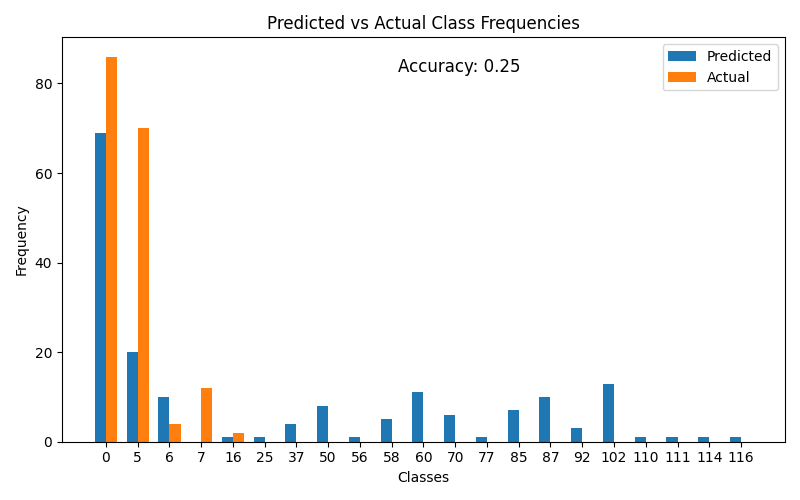 Predicted vs Actual Class Frequencies
Accuracy: 0.25
Predicted
Actual
Frequency
80
60
40
20
0
0 5 6 7 16 25 37 50 56 58 60 70 77 85 87 92 102 110 111 114 116
Classes